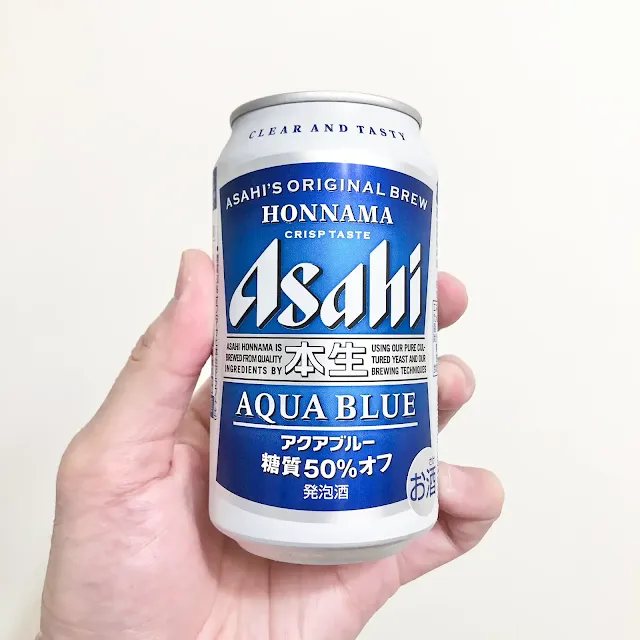 CLEAR AND TASTY
ASAHI'S ORIGINAL BREW
HONNAMA
CRISP TASTE
Asahi
ASAHI HONNAMA IS
BREWED FROM QUALITY
INGREDIENTS BY
本生
USING OUR PURE CUL-
TURED YEAST AND OUR
BREWING TECHNIQUES
AQUA BLUE
アクアブルー
糖質50%オフ
発泡酒
お酒